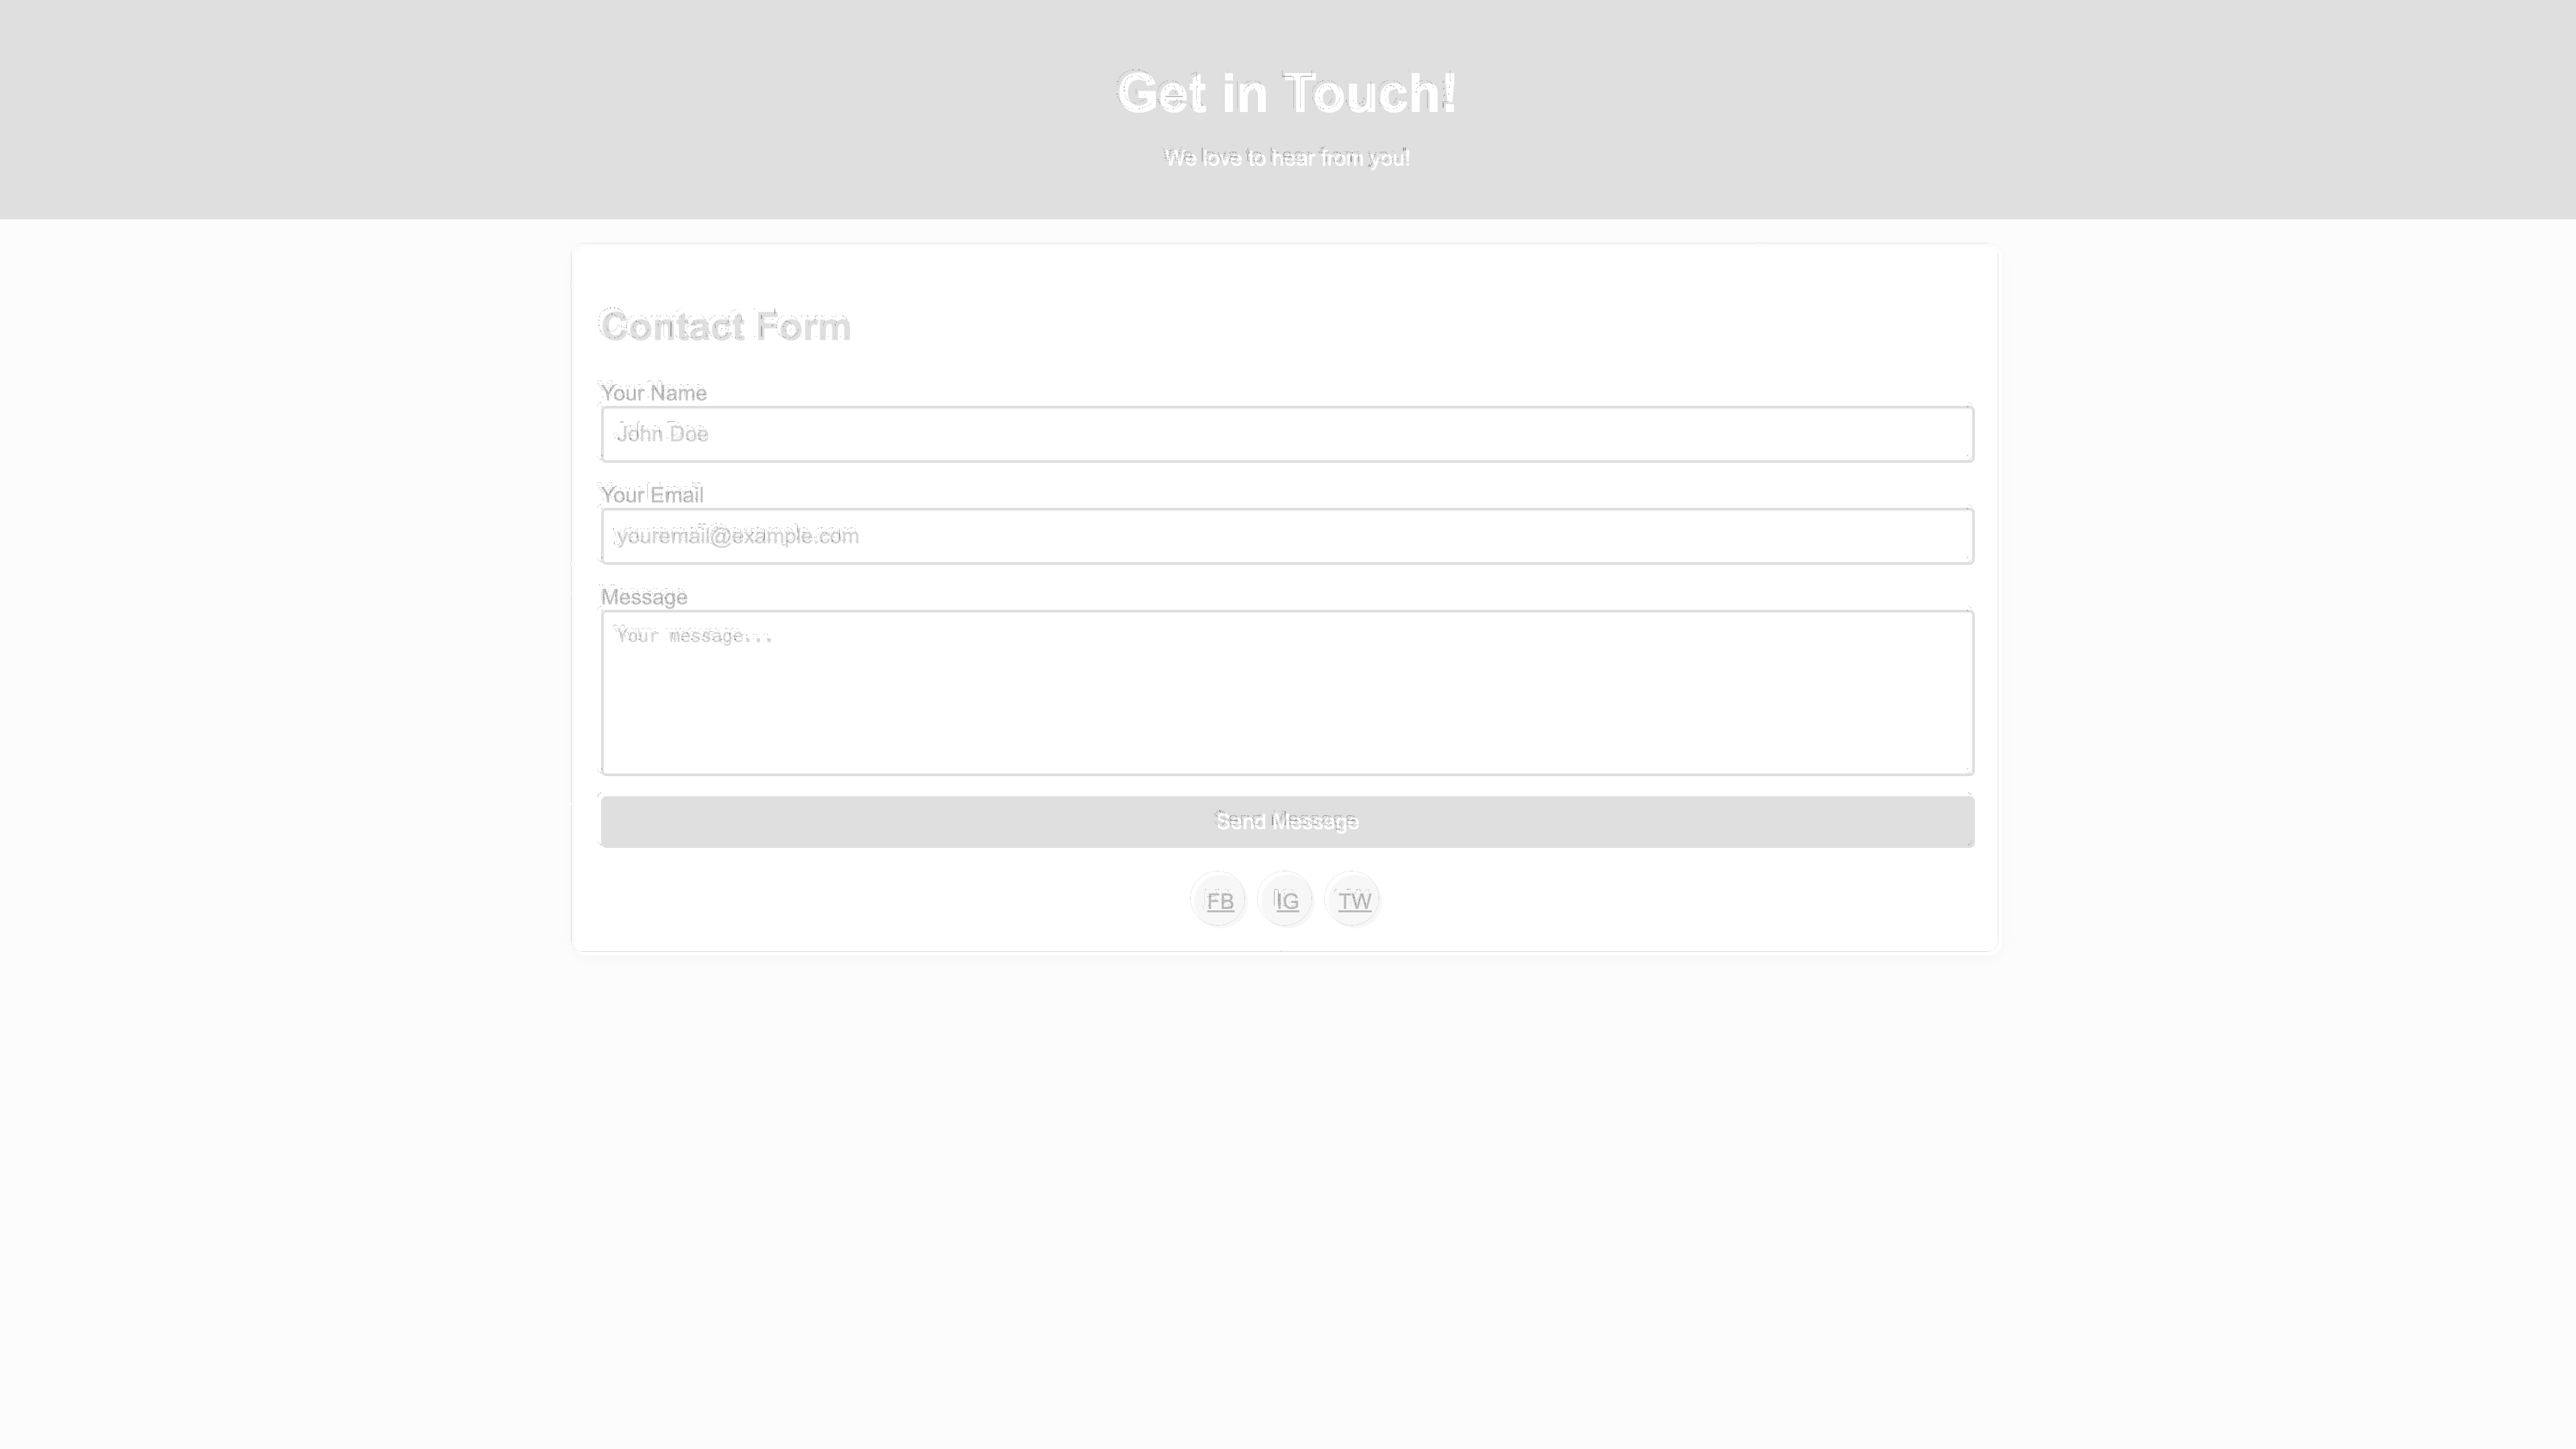 Get in Touch!
We love to hear from you!
Contact Form
Your Name
John Doe
Your Email
youremail@example.com
Message
Your message...
Send Message
FB IG TW